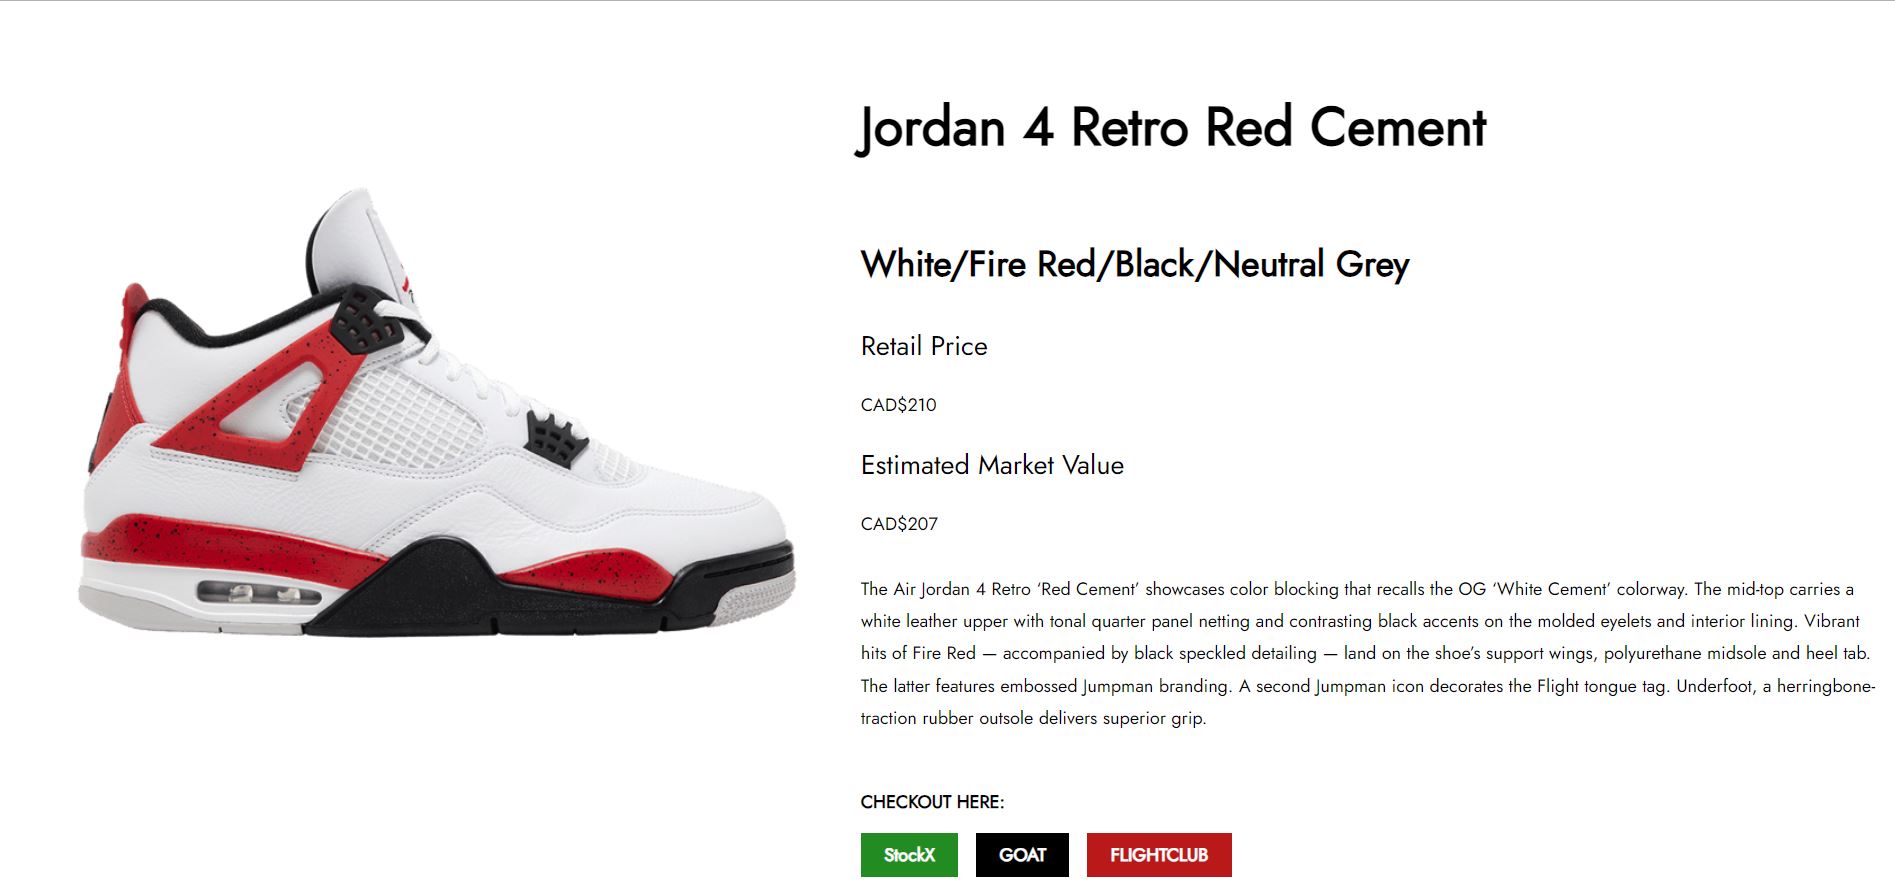 Jordan 4 Retro Red Cement
White/Fire Red/Black/Neutral Grey
Retail Price
CAD$210
Estimated Market Value
CAD$207
The Air Jordan 4 Retro ‘Red Cement’ showcases color blocking that recalls the OG ‘White Cement’ colorway. The mid-top carries a
white leather upper with tonal quarter panel netting and contrasting black accents on the molded eyelets and interior lining. Vibrant
hits of Fire Red — accompanied by black speckled detailing — land on the shoe’s support wings, polyurethane midsole and heel tab.
The latter features embossed Jumpman branding. A second Jumpman icon decorates the Flight tongue tag. Underfoot, a herringbone-
traction rubber outsole delivers superior grip.
CHECKOUT HERE:
StockX GOAT FLIGHTCLUB